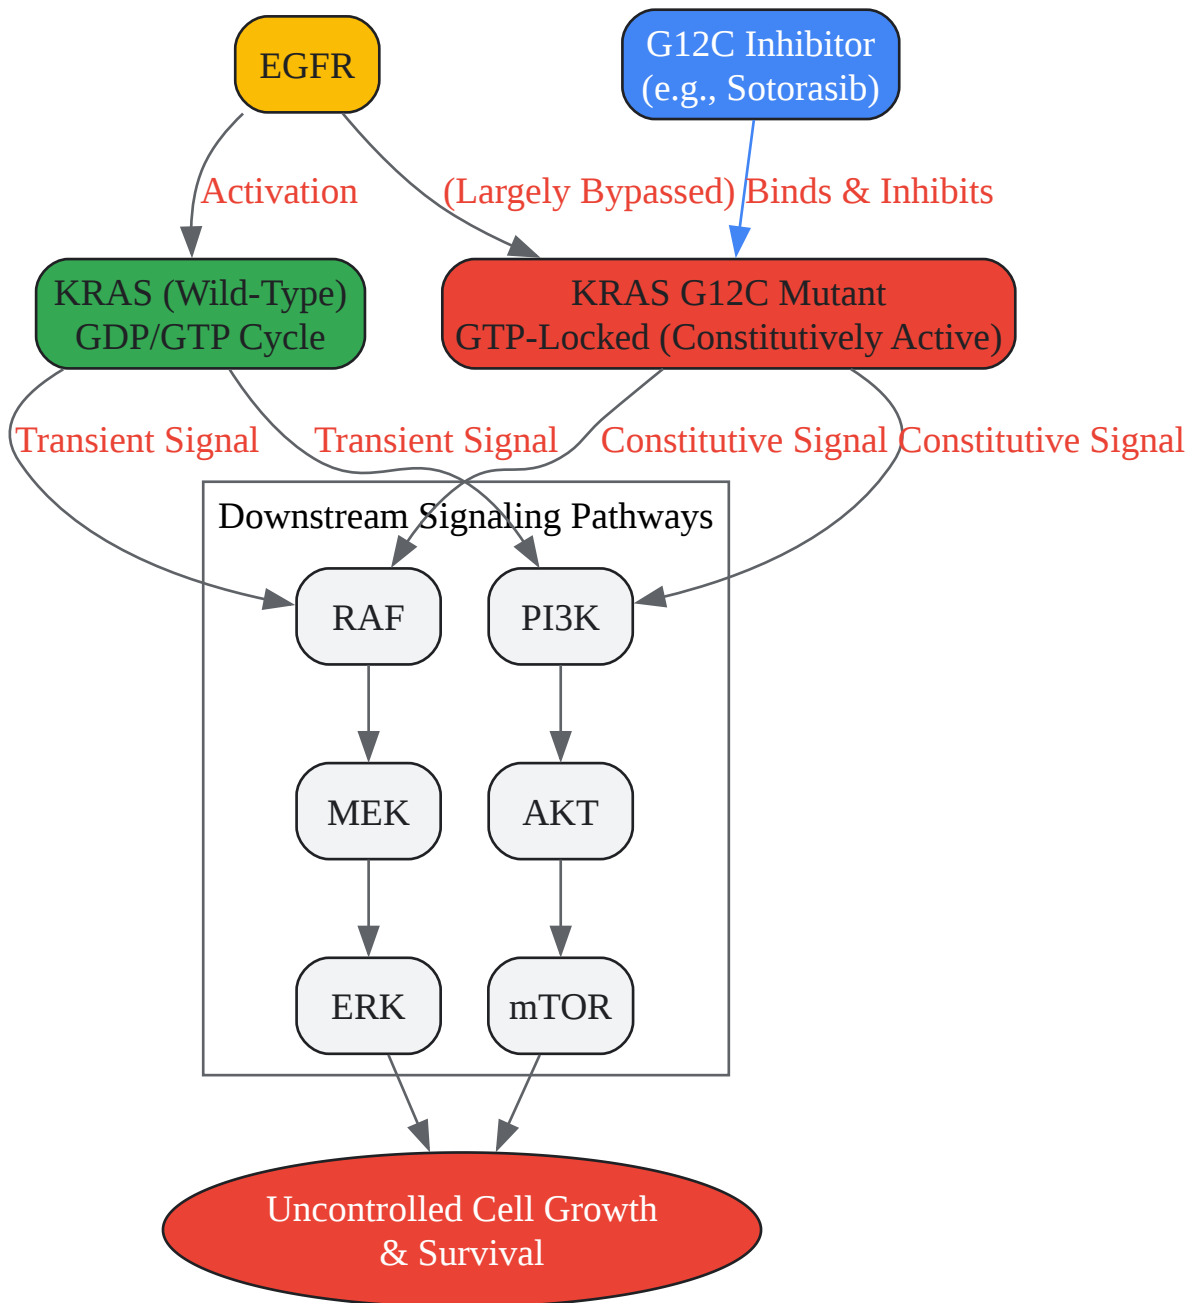 EGFR
G12C Inhibitor
(e.g., Sotorasib)
Activation
(Largely Bypassed)
Binds & Inhibits
KRAS (Wild-Type)
GDP/GTP Cycle
KRAS G12C Mutant
GTP-Locked (Constitutively Active)
Transient Signal
Transient Signal
Constitutive Signal
Constitutive Signal
Downstream Signaling Pathways
RAF
PI3K
MEK
AKT
ERK
mTOR
Uncontrolled Cell Growth
& Survival